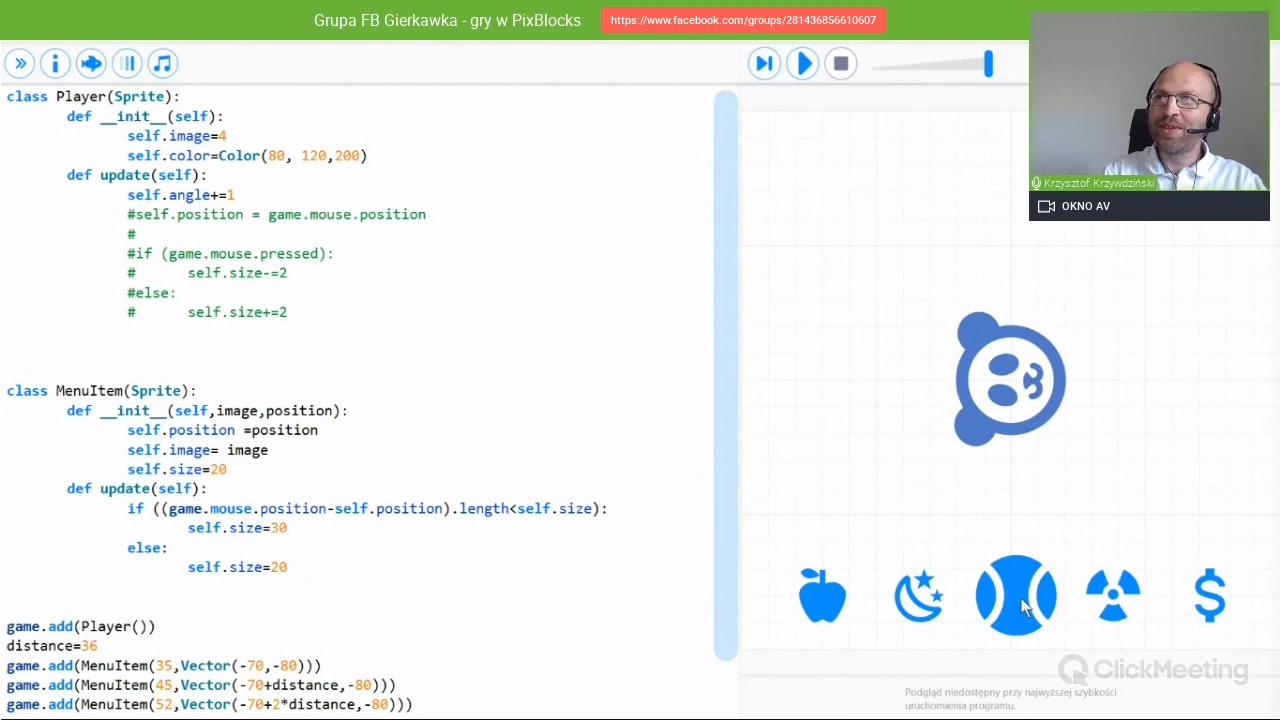 Grupa FB Gierkawka - gry w PixBlocks
https://www.facebook.com/groups/281436856610607
class Player(Sprite):
def __init__(self):
self.image=4
self.color=Color(80, 120,200)
def update(self):
self.angle+=1
#self.position = game.mouse.position
#
#if (game.mouse.pressed):
# self.size-=2
#else:
# self.size+=2
class MenuItem(Sprite):
def __init__(self,image,position):
self.position =position
self.image= image
self.size=20
def update(self):
if ((game.mouse.position-self.position).length<self.size):
self.size=30
else:
self.size=20
game.add(Player())
distance=36
game.add(MenuItem(35,Vector(-70,-80)))
game.add(MenuItem(45,Vector(-70+distance,-80)))
game.add(MenuItem(52,Vector(-70+2*distance,-80)))
Krzysztof Krzywdziński
OKNO AV
ClickMeeting
Podgląd niedostępny przy najwyższej szybkości
uruchomienia programu.